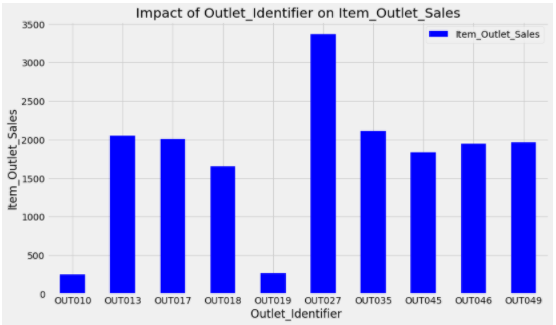 Impact of Outlet_Identifier on Item_Outlet_Sales
Item_Outlet_Sales
3500
3000
2500
2000
1500
1000
500
0
Item_Outlet_Sales
OUT010 OUT013 OUT017 OUT018 OUT019 OUT027 OUT035 OUT045 OUT046 OUT049
Outlet_Identifier